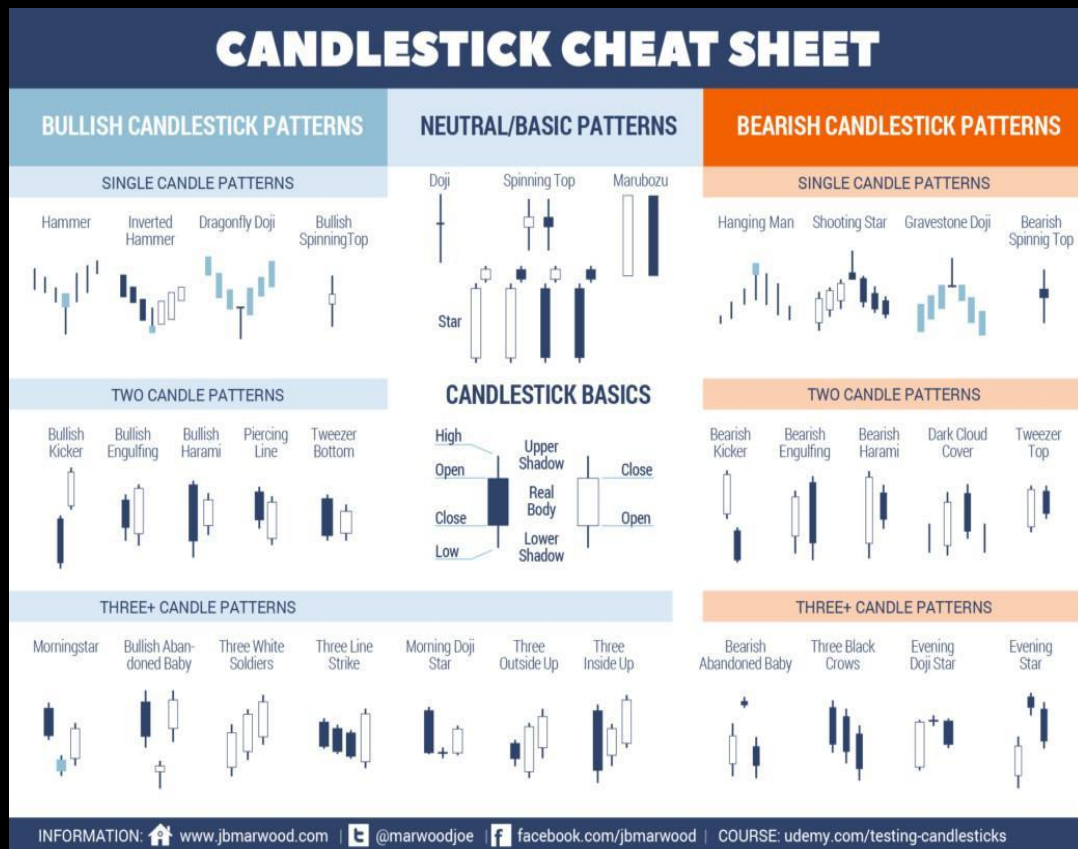 CANDLESTICK CHEAT SHEET
BULLISH CANDLESTICK PATTERNS
SINGLE CANDLE PATTERNS
Hammer
Inverted
Hammer
Dragonfly Doji
Bullish
SpinningTop
TWO CANDLE PATTERNS
Bullish
Kicker
Bullish
Engulfing
Bullish
Harami
Piercing
Line
Tweezer
Bottom
NEUTRAL/BASIC PATTERNS
Doji
Spinning Top
Marubozu
Star
CANDLESTICK BASICS
High
Open
Close
Low
Upper
Shadow
Real
Body
Lower
Shadow
Close
Open
BEARISH CANDLESTICK PATTERNS
SINGLE CANDLE PATTERNS
Hanging Man
Shooting Star
Gravestone Doji
Bearish
Spinnig Top
TWO CANDLE PATTERNS
Bearish
Kicker
Bearish
Engulfing
Bearish
Harami
Dark Cloud
Cover
Tweezer
Top
THREE+ CANDLE PATTERNS
Morningstar
Bullish Aban-
doned Baby
Three White
Soldiers
Three Line
Strike
Morning Doji
Star
Three
Outside Up
Three
Inside Up
THREE+ CANDLE PATTERNS
Bearish
Abandoned Baby
Three Black
Crows
Evening
Doji Star
Evening
Star
INFORMATION: www.jbmarwood.com | @marwoodjoe | facebook.com/jbmarwood | COURSE: udemy.com/testing-candlesticks